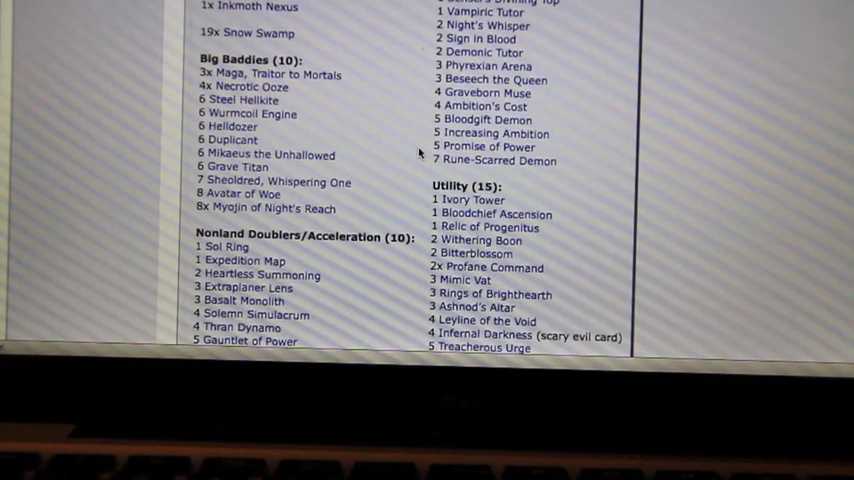 1x Inkmoth Nexus
19x Snow Swamp
Big Baddies (10):
3x Maga, Traitor to Mortals
4x Necrotic Ooze
6 Steel Hellkite
6 Wurmcoil Engine
6 Helldozer
6 Duplicant
6 Mikaeus the Unhallowed
6 Grave Titan
7 Sheoldred, Whispering One
8 Avatar of Woe
8x Myojin of Night's Reach
Nonland Doublers/Acceleration (10):
1 Sol Ring
1 Expedition Map
2 Heartless Summoning
3 Extraplaner Lens
3 Basalt Monolith
4 Solemn Simulacrum
4 Thran Dynamo
5 Gauntlet of Power
1 Vampiric Tutor
2 Night's Whisper
2 Sign in Blood
2 Demonic Tutor
3 Phyrexian Arena
3 Beseech the Queen
4 Graveborn Muse
4 Ambition's Cost
5 Bloodgift Demon
5 Increasing Ambition
5 Promise of Power
7 Rune-Scarred Demon
Utility (15):
1 Ivory Tower
1 Bloodchief Ascension
1 Relic of Progenitus
2 Withering Boon
2 Bitterblossom
2x Profane Command
3 Mimic Vat
3 Rings of Brighthearth
3 Ashnod's Altar
4 Leyline of the Void
4 Infernal Darkness (scary evil card)
5 Treacherous Urge